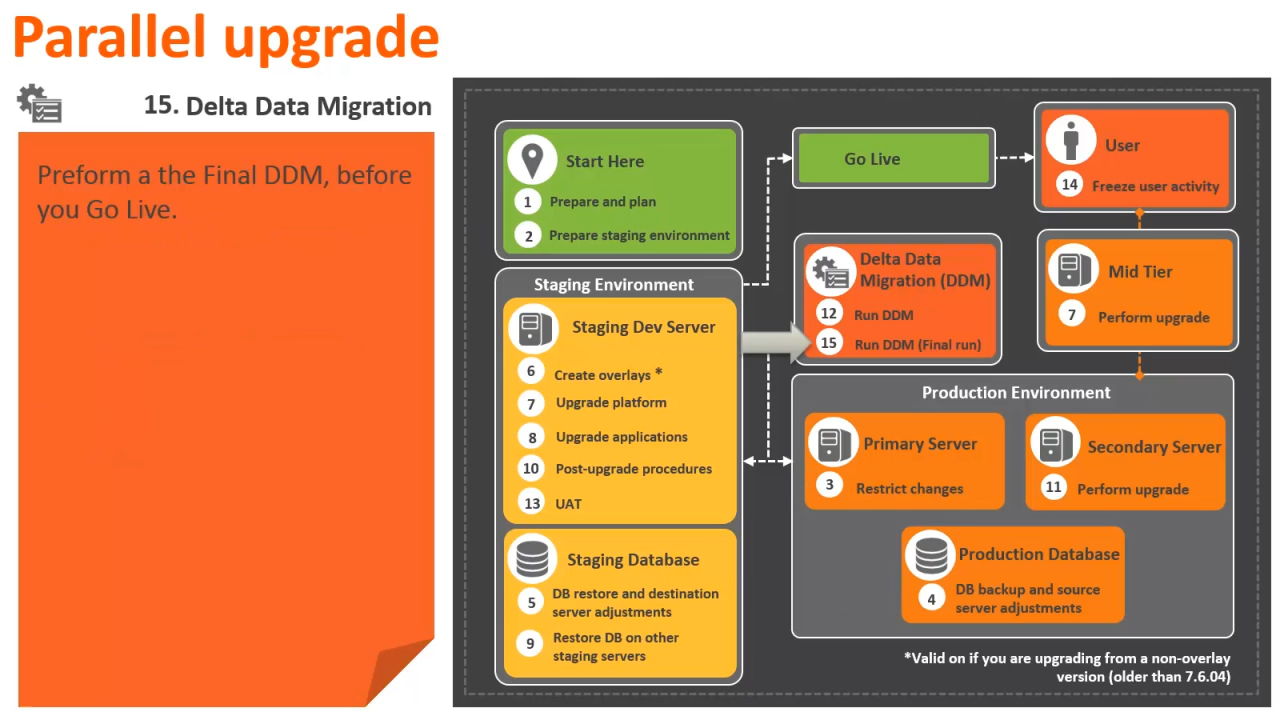 Parallel upgrade
15. Delta Data Migration
Preform a the Final DDM, before
you Go Live.
Start Here
1 Prepare and plan
2 Prepare staging environment
Staging Environment
Staging Dev Server
6 Create overlays *
7 Upgrade platform
8 Upgrade applications
10 Post-upgrade procedures
13 UAT
Staging Database
5 DB restore and destination
server adjustments
9 Restore DB on other
staging servers
Go Live
User
14 Freeze user activity
Delta Data
Migration (DDM)
12 Run DDM
15 Run DDM (Final run)
Mid Tier
7 Perform upgrade
Production Environment
Primary Server
3 Restrict changes
Secondary Server
11 Perform upgrade
Production Database
4 DB backup and source
server adjustments
*Valid on if you are upgrading from a non-overlay
version (older than 7.6.04)